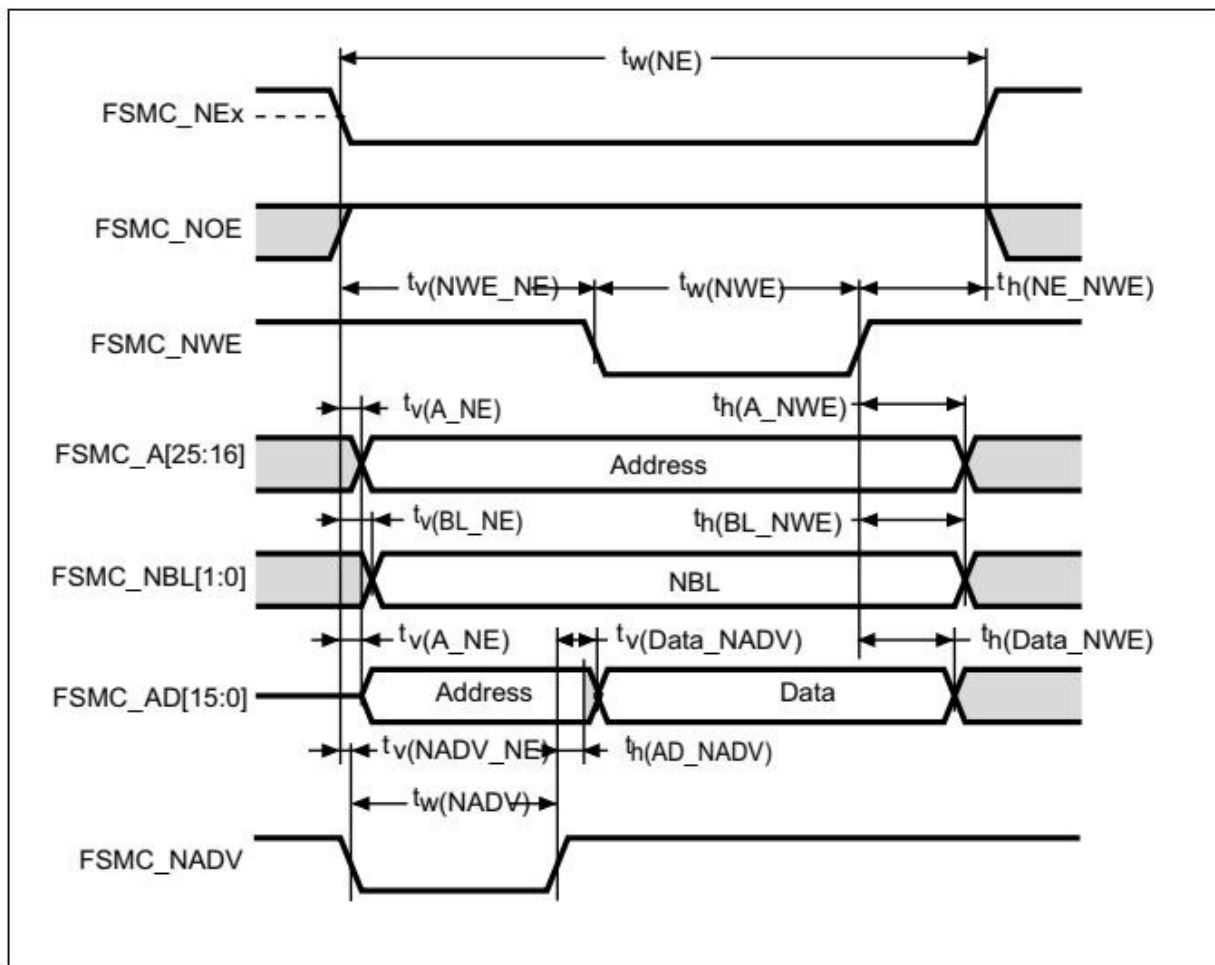 tw(NE)
FSMC_NEx
FSMC_NOE
tv(NWE_NE) tw(NWE) th(NE_NWE)
FSMC_NWE
tv(A_NE) th(A_NWE)
FSMC_A[25:16] Address
tv(BL_NE) th(BL_NWE)
FSMC_NBL[1:0] NBL
tv(A_NE) tv(Data_NADV) th(Data_NWE)
FSMC_AD[15:0] Address Data
tv(NADV_NE) th(AD_NADV)
tw(NADV)
FSMC_NADV